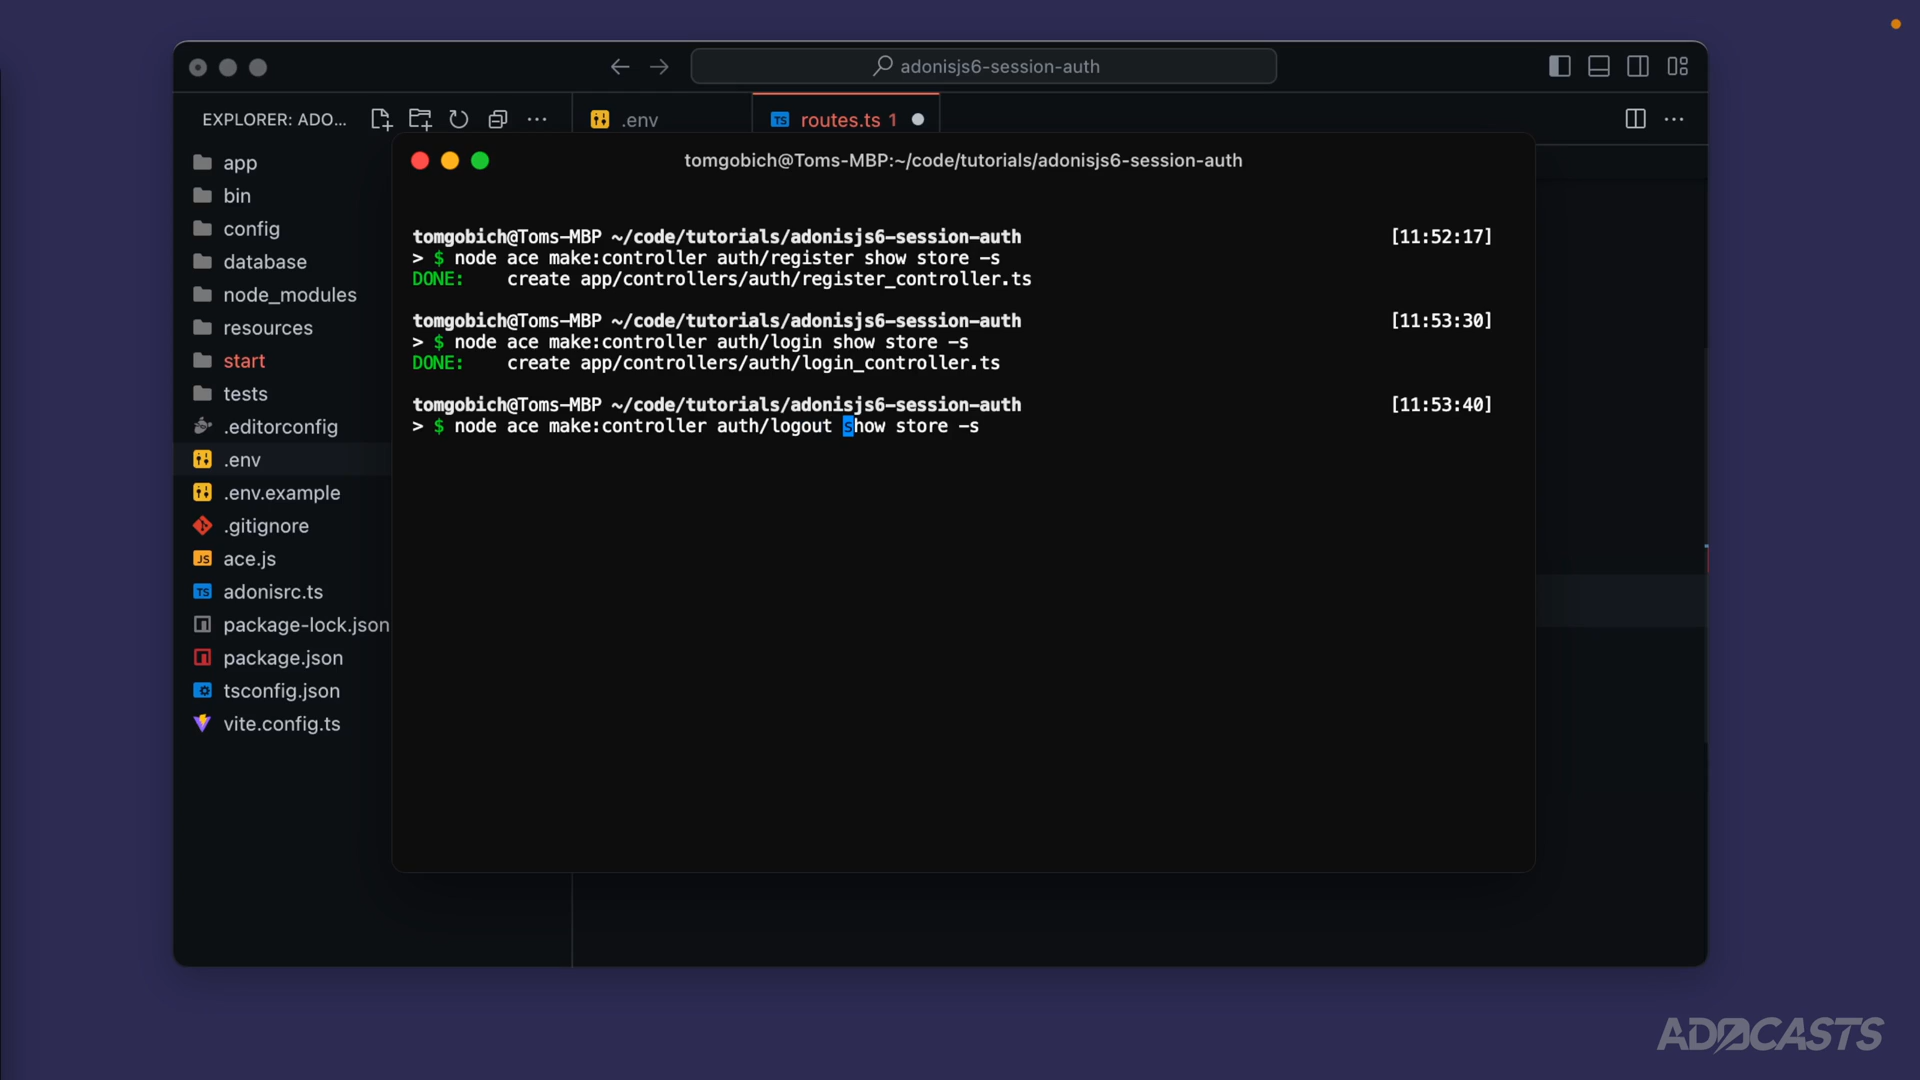 adonisjs6-session-auth
EXPLORER: ADO...
.env
routes.ts 1
tomgobich@Toms-MBP:~/code/tutorials/adonisjs6-session-auth
app
bin
config
database
node_modules
resources
start
tests
.editorconfig
.env
.env.example
.gitignore
JS ace.js
TS adonisrc.ts
package-lock.json
package.json
tsconfig.json
vite.config.ts
tomgobich@Toms-MBP ~/code/tutorials/adonisjs6-session-auth [11:52:17]
> $ node ace make:controller auth/register show store -s
DONE: create app/controllers/auth/register_controller.ts
tomgobich@Toms-MBP ~/code/tutorials/adonisjs6-session-auth [11:53:30]
> $ node ace make:controller auth/login show store -s
DONE: create app/controllers/auth/login_controller.ts
tomgobich@Toms-MBP ~/code/tutorials/adonisjs6-session-auth [11:53:40]
> $ node ace make:controller auth/logout show store -s
ADOCASTS